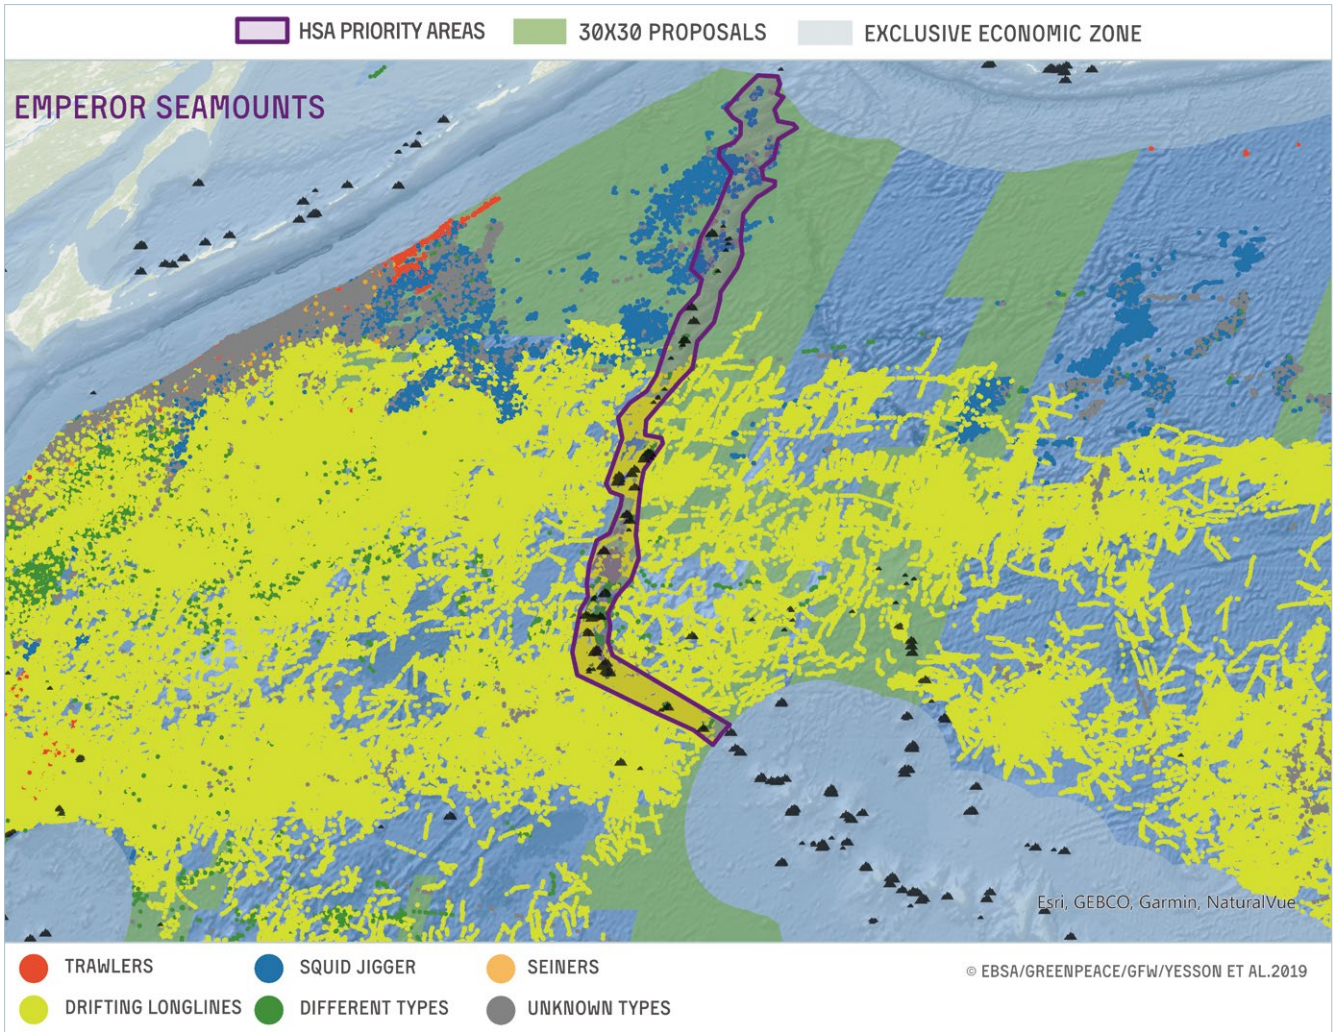 HSA PRIORITY AREAS 30X30 PROPOSALS EXCLUSIVE ECONOMIC ZONE
EMPEROR SEAMOUNTS
Esri, GEBCO, Garmin, NaturalVue
TRAWLERS SQUID JIGGER SEINERS © EBSA/GREENPEACE/GFW/YESSON ET AL.2019
DRIFTING LONGLINES DIFFERENT TYPES UNKNOWN TYPES